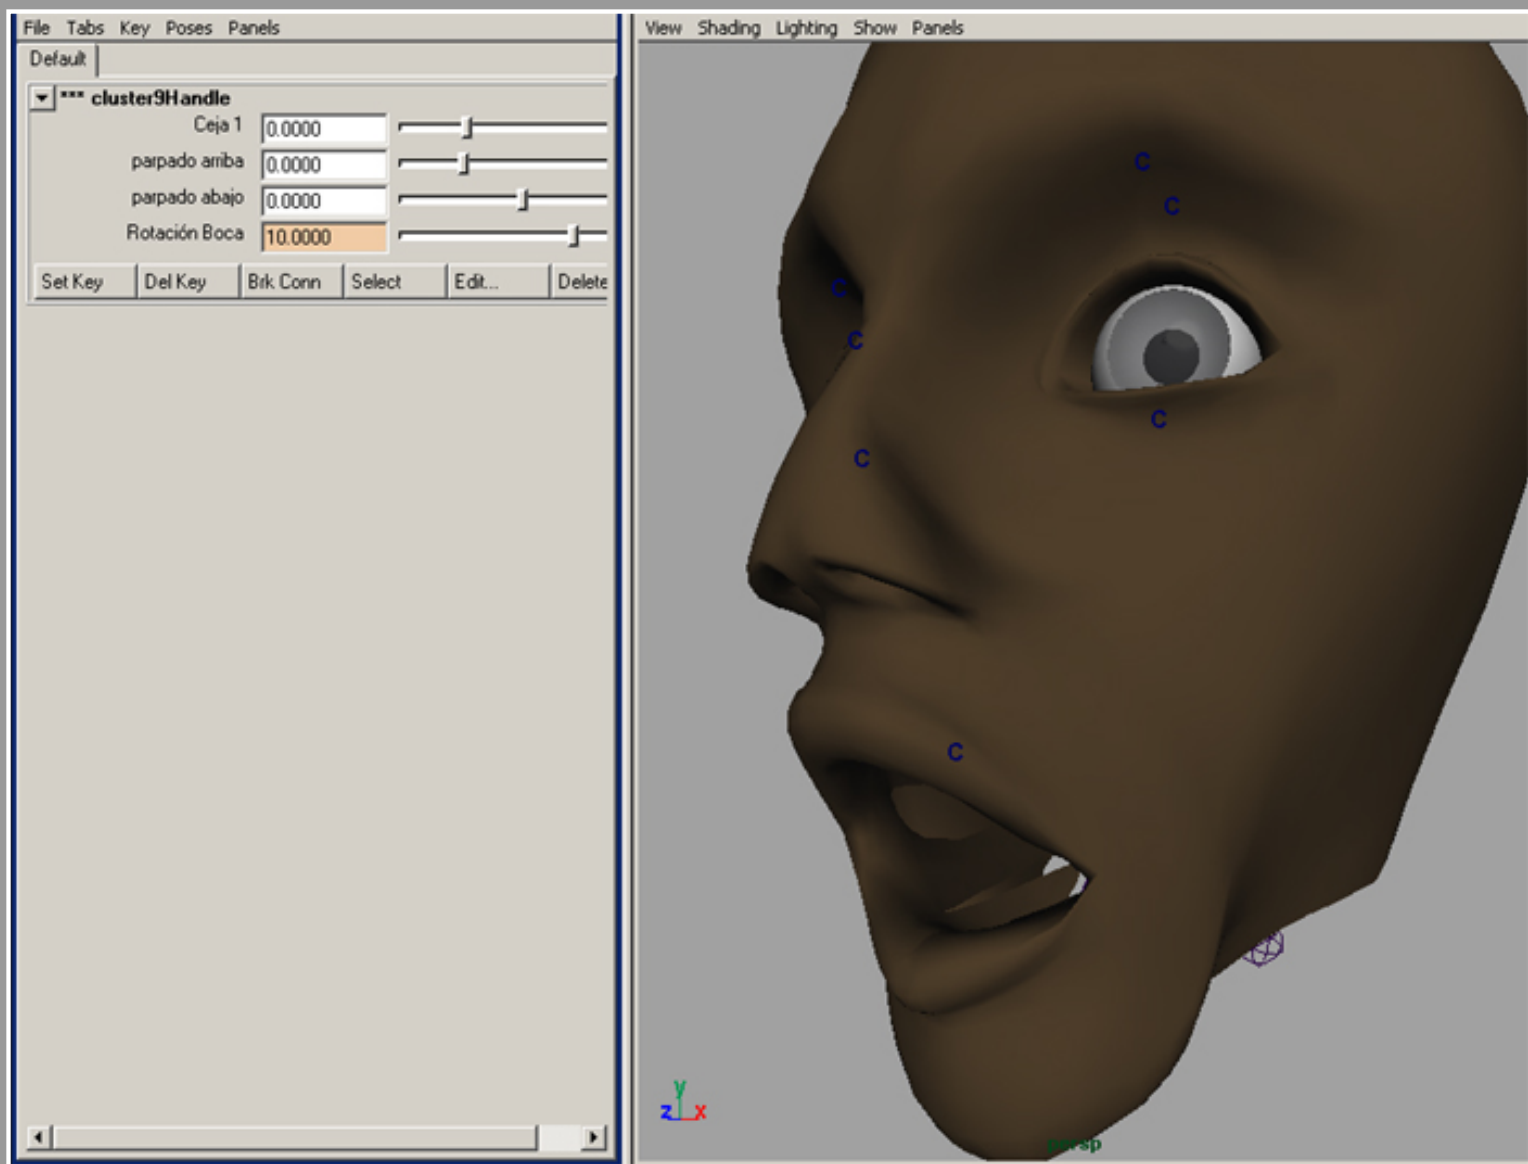 File Tabs Key Poses Panels
Default
*** cluster9Handle
Ceja 1 0.0000
parpado arriba 0.0000
parpado abajo 0.0000
Rotación Boca 10.0000
Set Key Del Key Brk Conn Select Edit... Delete
View Shading Lighting Show Panels
C
C
C
C
C
C
C
y
z x
persp